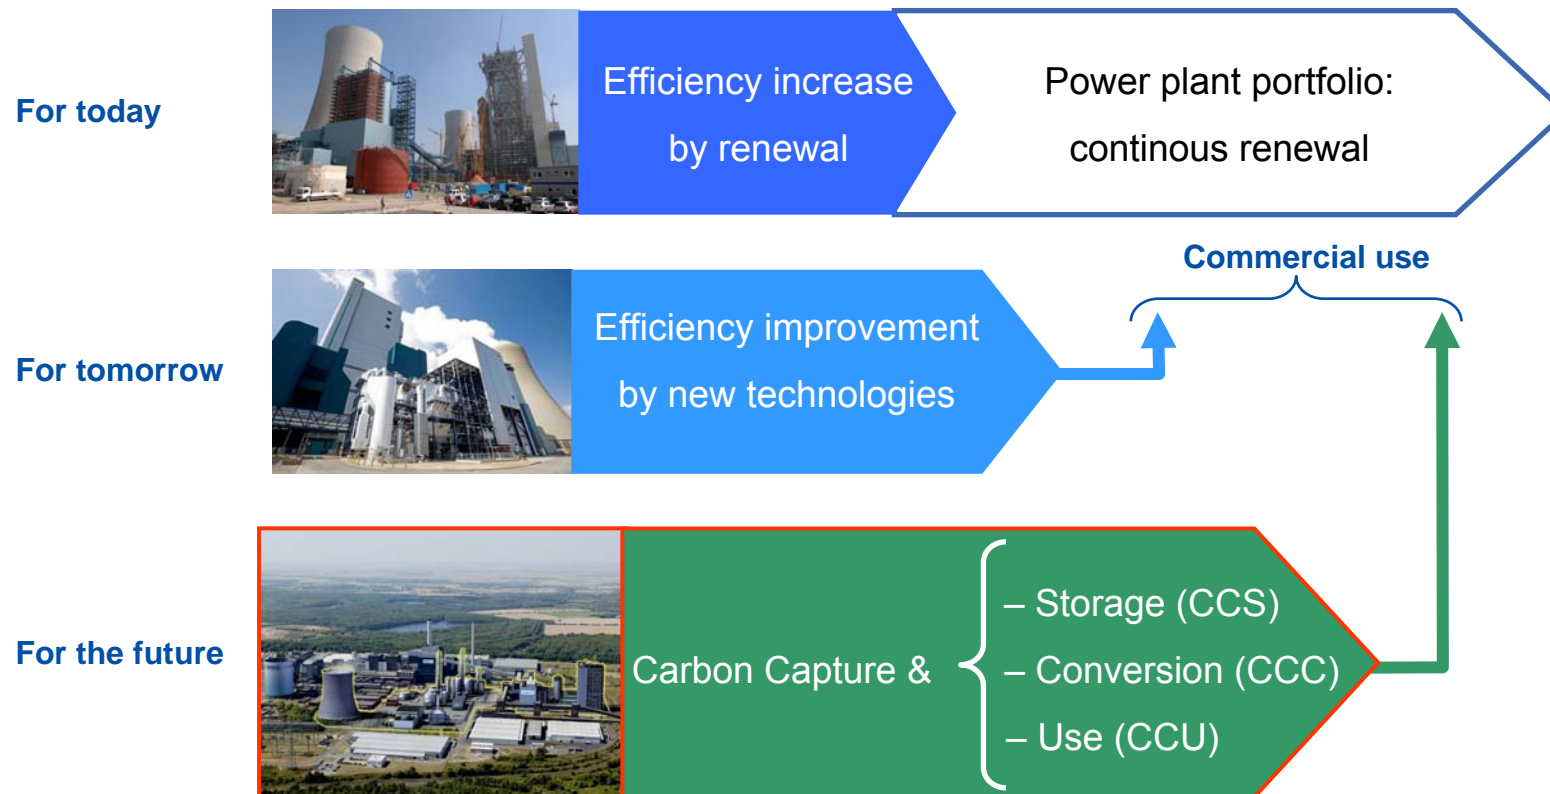 For today
Efficiency increase
by renewal
Power plant portfolio:
continous renewal
Commercial use
For tomorrow
Efficiency improvement
by new technologies
For the future
Carbon Capture &
– Storage (CCS)
– Conversion (CCC)
– Use (CCU)